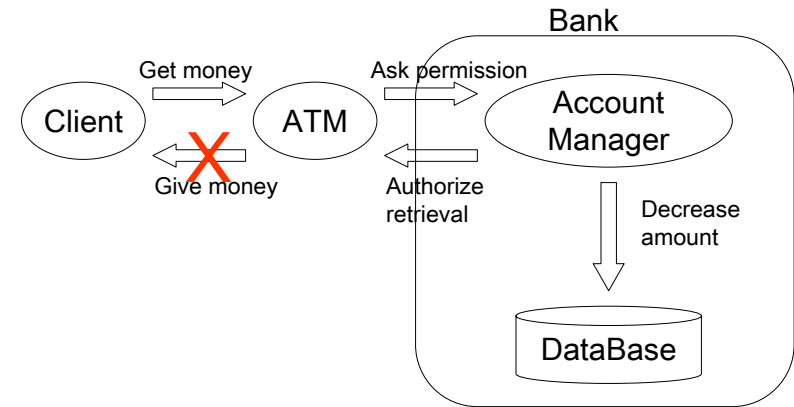 Bank
Get money
Ask permission
Client
ATM
Account
Manager
Give money
Authorize
retrieval
Decrease
amount
DataBase